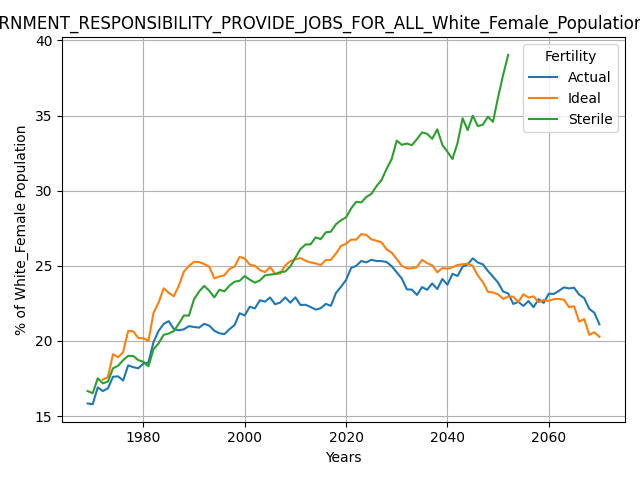 RNMENT_RESPONSIBILITY_PROVIDE_JOBS_FOR_ALL_White_Female_Population
40
35
30
25
20
15
% of White_Female Population
1980
2000
2020
2040
2060
Years
Fertility
Actual
Ideal
Sterile